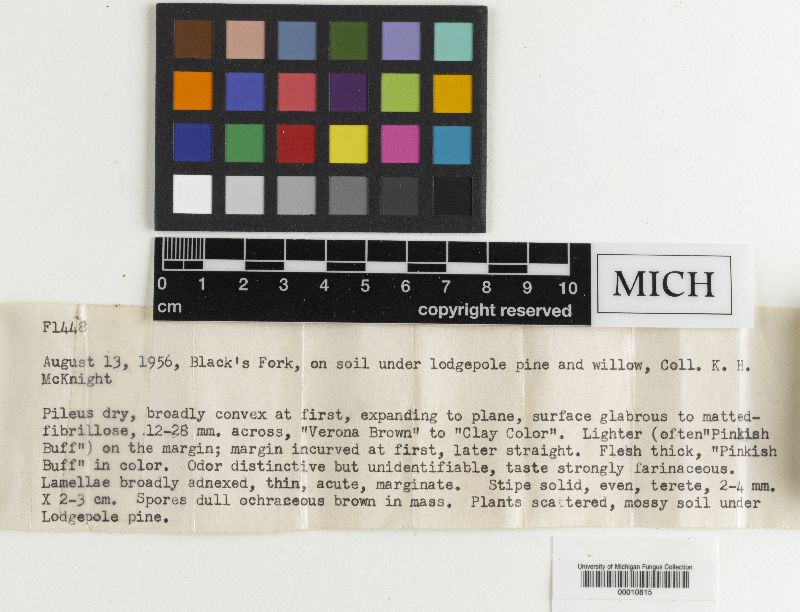 0 1 2 3 4 5 6 7 8 9 10
cm
copyright reserved
MICH
F1448
August 13, 1956, Black's Fork, on soil under lodgepole pine and willow, Coll. K. H.
McKnight
Pileus dry, broadly convex at first, expanding to plane, surface glabrous to matted-
fibrillose, 12-28 mm. across, "Verona Brown" to "Clay Color". Lighter (often"Pinkish
Buff") on the margin; margin incurved at first, later straight. Flesh thick, "Pinkish
Buff" in color. Odor distinctive but unidentifiable, taste strongly farinaceous.
Lamellae broadly adnexed, thin, acute, marginate. Stipe solid, even, terete, 2-4 mm.
X 2-3 cm. Spores dull ochraceous brown in mass. Plants scattered, mossy soil under
Lodgepole pine.
University of Michigan Fungus Collection
00010815